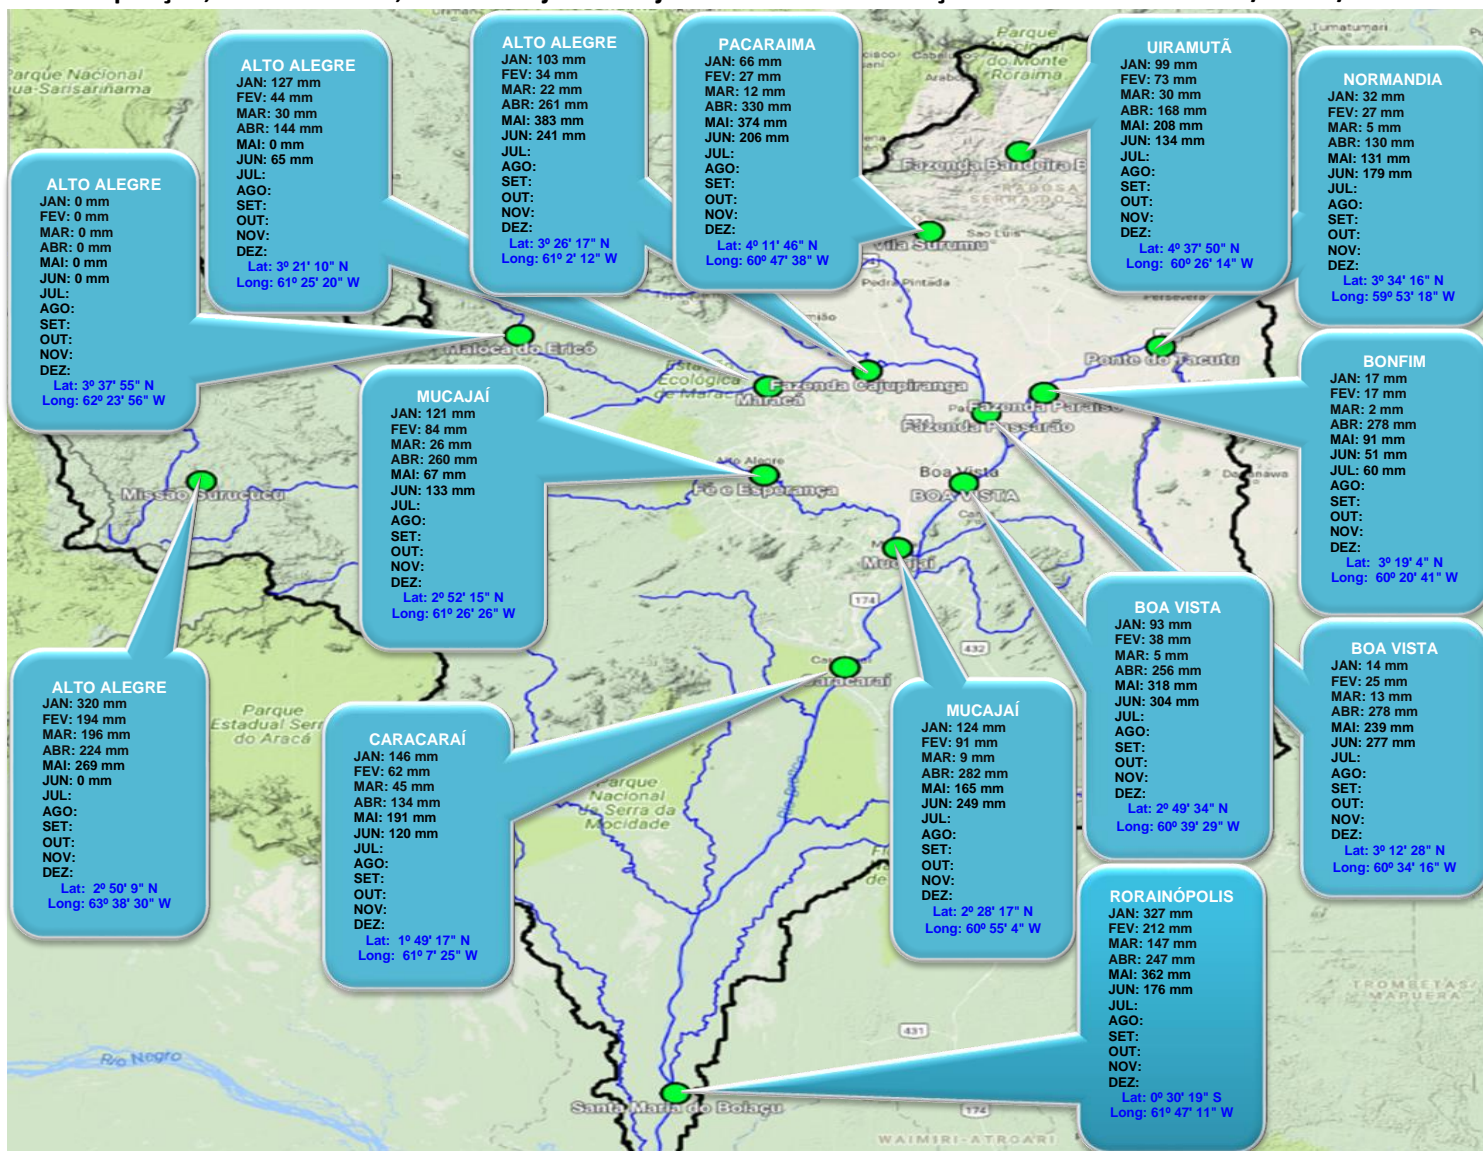 ALTO ALEGRE
JAN: 127 mm
FEV: 44 mm
MAR: 30 mm
ABR: 144 mm
MAI: 0 mm
JUN: 65 mm
JUL:
AGO:
SET:
OUT:
NOV:
DEZ:
Lat: 3º 21' 10" N
Long: 61º 25' 20" W
ALTO ALEGRE
JAN: 103 mm
FEV: 34 mm
MAR: 22 mm
ABR: 261 mm
MAI: 383 mm
JUN: 241 mm
JUL:
AGO:
SET:
OUT:
NOV:
DEZ:
Lat: 3º 26' 17" N
Long: 61º 2' 12" W
PACARAIMA
JAN: 66 mm
FEV: 27 mm
MAR: 12 mm
ABR: 330 mm
MAI: 374 mm
JUN: 206 mm
JUL:
AGO:
SET:
OUT:
NOV:
DEZ:
Lat: 4º 11' 46" N
Long: 60º 47' 38" W
UIRAMUTÃ
JAN: 99 mm
FEV: 73 mm
MAR: 30 mm
ABR: 168 mm
MAI: 208 mm
JUN: 134 mm
JUL:
AGO:
SET:
OUT:
NOV:
DEZ:
Lat: 4º 37' 50" N
Long: 60º 26' 14" W
NORMANDIA
JAN: 32 mm
FEV: 27 mm
MAR: 5 mm
ABR: 130 mm
MAI: 131 mm
JUN: 179 mm
JUL:
AGO:
SET:
OUT:
NOV:
DEZ:
Lat: 3º 34' 16" N
Long: 59º 53' 18" W
ALTO ALEGRE
JAN: 0 mm
FEV: 0 mm
MAR: 0 mm
ABR: 0 mm
MAI: 0 mm
JUN: 0 mm
JUL:
AGO:
SET:
OUT:
NOV:
DEZ:
Lat: 3º 37' 55" N
Long: 62º 23' 56" W
MUCAJAÍ
JAN: 121 mm
FEV: 84 mm
MAR: 26 mm
ABR: 260 mm
MAI: 67 mm
JUN: 133 mm
JUL:
AGO:
SET:
OUT:
NOV:
DEZ:
Lat: 2º 52' 15" N
Long: 61º 26' 26" W
BONFIM
JAN: 17 mm
FEV: 17 mm
MAR: 2 mm
ABR: 278 mm
MAI: 91 mm
JUN: 51 mm
JUL: 60 mm
AGO:
SET:
OUT:
NOV:
DEZ:
Lat: 3º 19' 4" N
Long: 60º 20' 41" W
ALTO ALEGRE
JAN: 320 mm
FEV: 194 mm
MAR: 196 mm
ABR: 224 mm
MAI: 269 mm
JUN: 0 mm
JUL:
AGO:
SET:
OUT:
NOV:
DEZ:
Lat: 2º 50' 9" N
Long: 63º 38' 30" W
CARACARAÍ
JAN: 146 mm
FEV: 62 mm
MAR: 45 mm
ABR: 134 mm
MAI: 191 mm
JUN: 120 mm
JUL:
AGO:
SET:
OUT:
NOV:
DEZ:
Lat: 1º 49' 17" N
Long: 61º 7' 25" W
MUCAJAÍ
JAN: 124 mm
FEV: 91 mm
MAR: 9 mm
ABR: 282 mm
MAI: 165 mm
JUN: 249 mm
JUL:
AGO:
SET:
OUT:
NOV:
DEZ:
Lat: 2º 28' 17" N
Long: 60º 55' 4" W
BOA VISTA
JAN: 93 mm
FEV: 38 mm
MAR: 5 mm
ABR: 256 mm
MAI: 318 mm
JUN: 304 mm
JUL:
AGO:
SET:
OUT:
NOV:
DEZ:
Lat: 2º 49' 34" N
Long: 60º 39' 29" W
BOA VISTA
JAN: 14 mm
FEV: 25 mm
MAR: 13 mm
ABR: 278 mm
MAI: 239 mm
JUN: 277 mm
JUL:
AGO:
SET:
OUT:
NOV:
DEZ:
Lat: 3º 12' 28" N
Long: 60º 34' 16" W
RORAINÓPOLIS
JAN: 327 mm
FEV: 212 mm
MAR: 147 mm
ABR: 247 mm
MAI: 362 mm
JUN: 176 mm
JUL:
AGO:
SET:
OUT:
NOV:
DEZ:
Lat: 0º 30' 19" S
Long: 61º 47' 11" W
Parque Nacional
Parque
do Monte
Roraima
Tumatumari
Fazenda Bandeira B
Vila Surumu
Sao Luis
Pedra Pintada
Maloca do Ericó
Ecológica
Maracá
Fazenda Cajupiranga
Ponte do Tacutu
Fazenda Paraíso
Fazenda Passarão
Missão Surucucu
Alto Alegre
Fé e Esperança
Boa Vista
BOA VISTA
Mucajaí
174
432
Caracaraí
Parque
Estadual Serr
do Aracá
Parque
Nacional
da Serra da
Mocidade
Rio Branco
Rio Negro
Santa Maria do Boiaçu
431
174
TROMBETAS/
MAPUERA
WAIMIRI-ATROARI